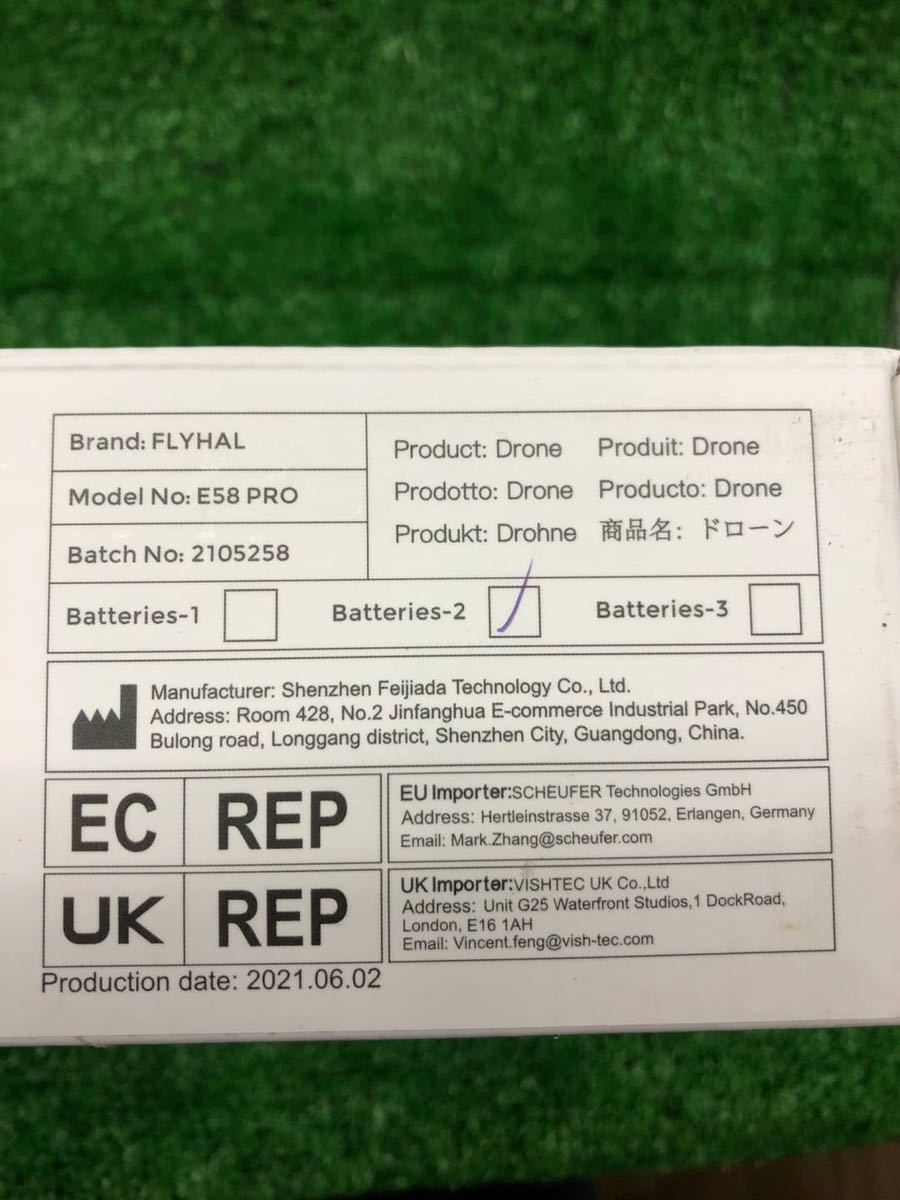 Brand: FLYHAL
Model No: E58 PRO
Batch No: 2105258
Product: Drone
Produit: Drone
Prodotto: Drone
Producto: Drone
Produkt: Drohne
商品名: ドローン
Batteries-1
Batteries-2
Batteries-3
Manufacturer: Shenzhen Feijiada Technology Co., Ltd.
Address: Room 428, No.2 Jinfanghua E-commerce Industrial Park, No.450
Bulong road, Longgang district, Shenzhen City, Guangdong, China.
EC REP
EU Importer:SCHEUFER Technologies GmbH
Address: Hertleinstrasse 37, 91052, Erlangen, Germany
Email: Mark.Zhang@scheufer.com
UK REP
UK Importer:VISHTEC UK Co.,Ltd
Address: Unit G25 Waterfront Studios,1 DockRoad,
London, E16 1AH
Email: Vincent.feng@vish-tec.com
Production date: 2021.06.02